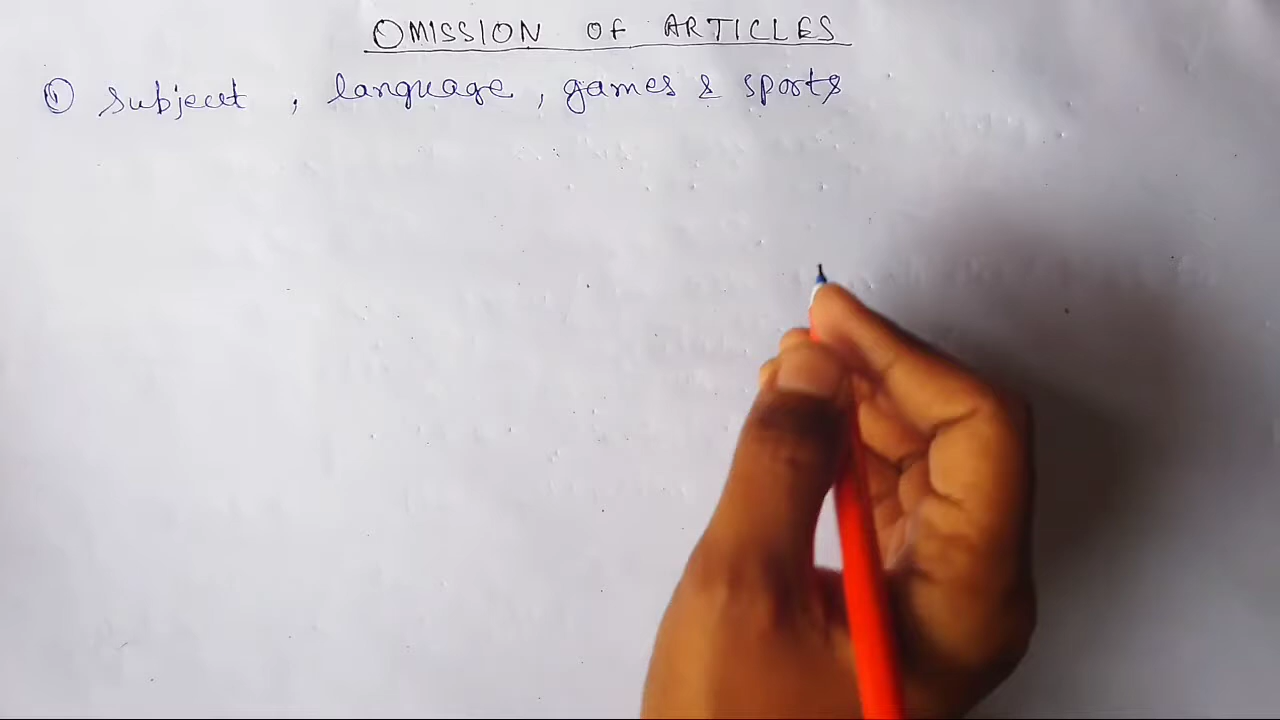 OMISSION OF ARTICLES
① subject, language, games & sports